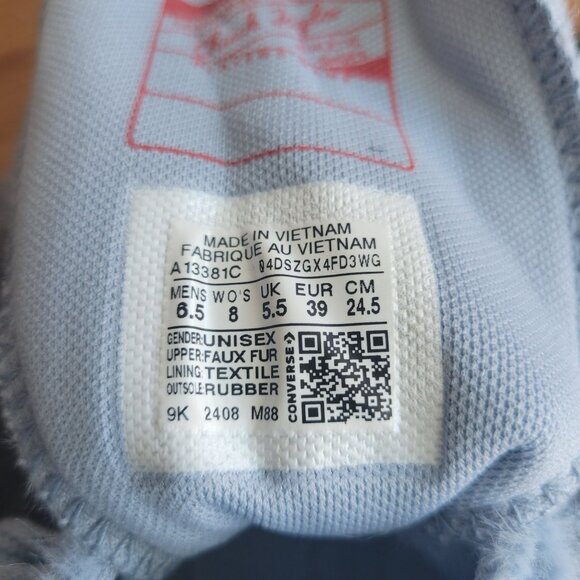 MADE IN VIETNAM
FABRIQUE AU VIETNAM
A13381C 04DSZGX4FD3WG
MENS WO'S UK EUR CM
6.5 8 5.5 39 24.5
GENDER:UNISEX
UPPER:FAUX FUR
LINING:TEXTILE
OUTSOLE:RUBBER
9K 2408 M88
CONVERSE